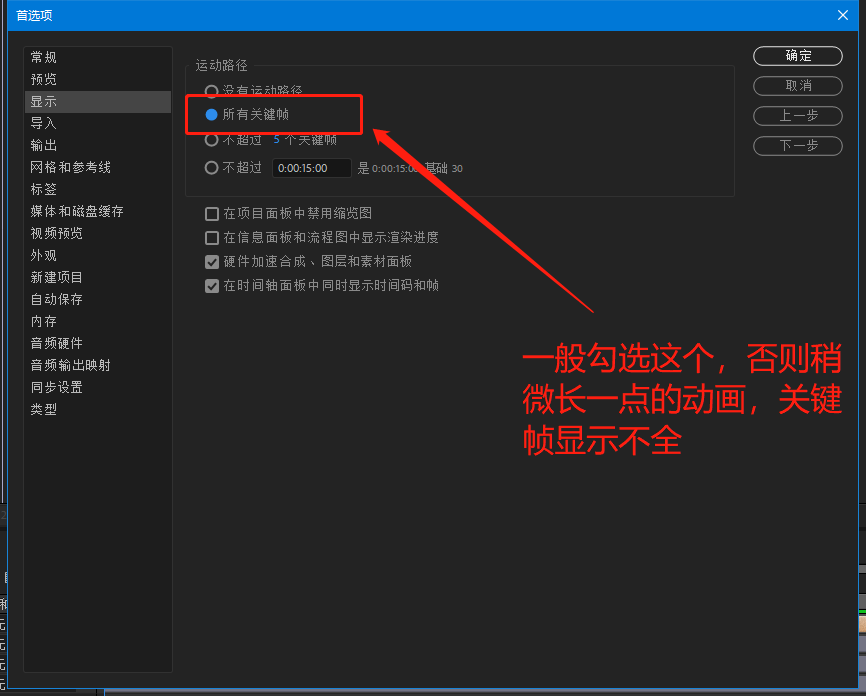 首选项
常规
预览
显示
导入
输出
网格和参考线
标签
媒体和磁盘缓存
视频预览
外观
新建项目
自动保存
内存
音频硬件
音频输出映射
同步设置
类型
运动路径
没有运动路径
所有关键帧
不超过 5 个关键帧
不超过 0:00:15:00 是 0:00:15:00 基础 30
在项目面板中禁用缩览图
在信息面板和流程图中显示渲染进度
硬件加速合成、图层和素材面板
在时间轴面板中同时显示时间码和帧
确定
取消
上一步
下一步
一般勾选这个，否则稍
微长一点的动画，关键
帧显示不全